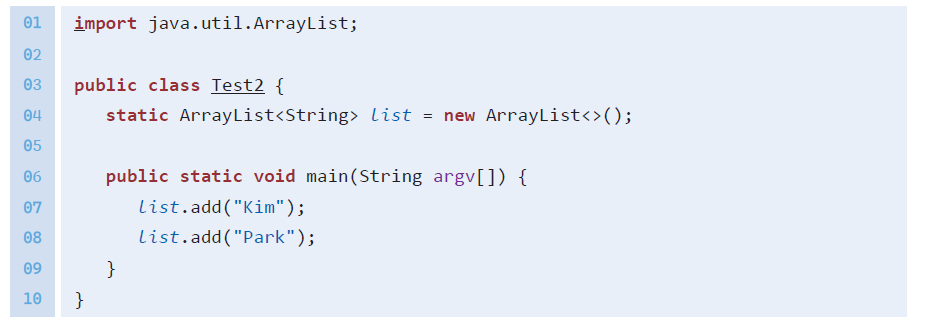 01 import java.util.ArrayList;
02
03 public class Test2 {
04 static ArrayList<String> list = new ArrayList<>();
05
06 public static void main(String argv[]) {
07 list.add("Kim");
08 list.add("Park");
09 }
10 }